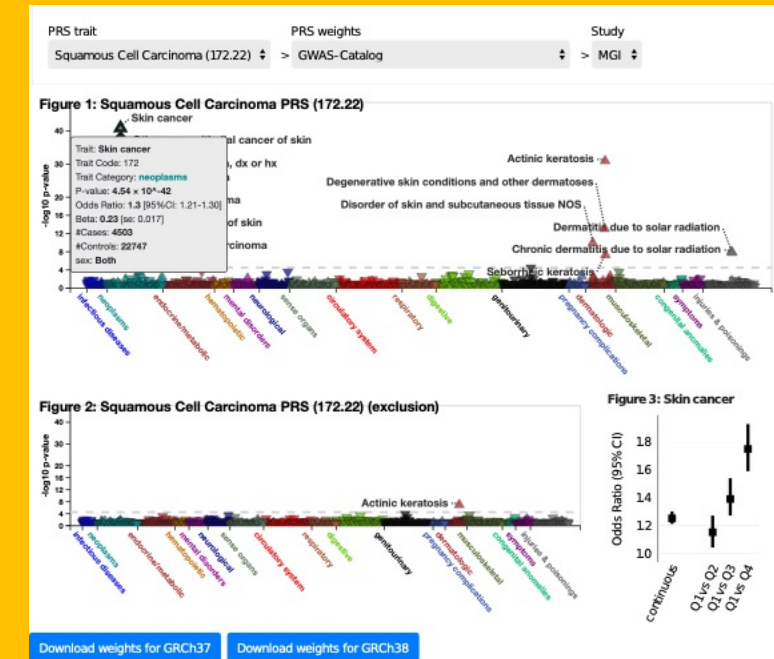 PRS trait PRS weights Study
Squamous Cell Carcinoma (172.22) > GWAS-Catalog > MGI
Figure 1: Squamous Cell Carcinoma PRS (172.22)
Skin cancer
cancer of skin
, dx or hx
Trait: Skin cancer
Trait Code: 172
Trait Category: neoplasms
P-value: 4.54 × 10^-42
Odds Ratio: 1.3 [95%CI: 1.21-1.30]
Beta: 0.23 [se: 0.017]
#Cases: 4503
#Controls: 22747
sex: Both
of skin
Actinic keratosis
Degenerative skin conditions and other dermatoses
Disorder of skin and subcutaneous tissue NOS
Dermatitis due to solar radiation
Chronic dermatitis due to solar radiation
Seborrheic keratosis
-log10 p-value
40
30
20
16
12
8
4
0
infectious diseases
neoplasms
endocrine/metabolic
hematopoietic
mental disorders
neurological
sense organs
circulatory system
respiratory
digestive
genitourinary
pregnancy complications
dermatologic
musculoskeletal
congenital anomalies
symptoms
injuries & poisonings
Figure 2: Squamous Cell Carcinoma PRS (172.22) (exclusion)
-log10 p-value
40
30
20
16
12
8
4
0
Actinic keratosis
infectious diseases
neoplasms
endocrine/metabolic
hematopoietic
mental disorders
neurological
sense organs
circulatory system
respiratory
digestive
genitourinary
pregnancy complications
dermatologic
musculoskeletal
congenital anomalies
symptoms
injuries & poisonings
Figure 3: Skin cancer
Odds Ratio (95% CI)
1.8
1.6
1.4
1.2
1.0
continuous
Q1 vs Q2
Q1 vs Q3
Q1 vs Q4
Download weights for GRCh37 Download weights for GRCh38